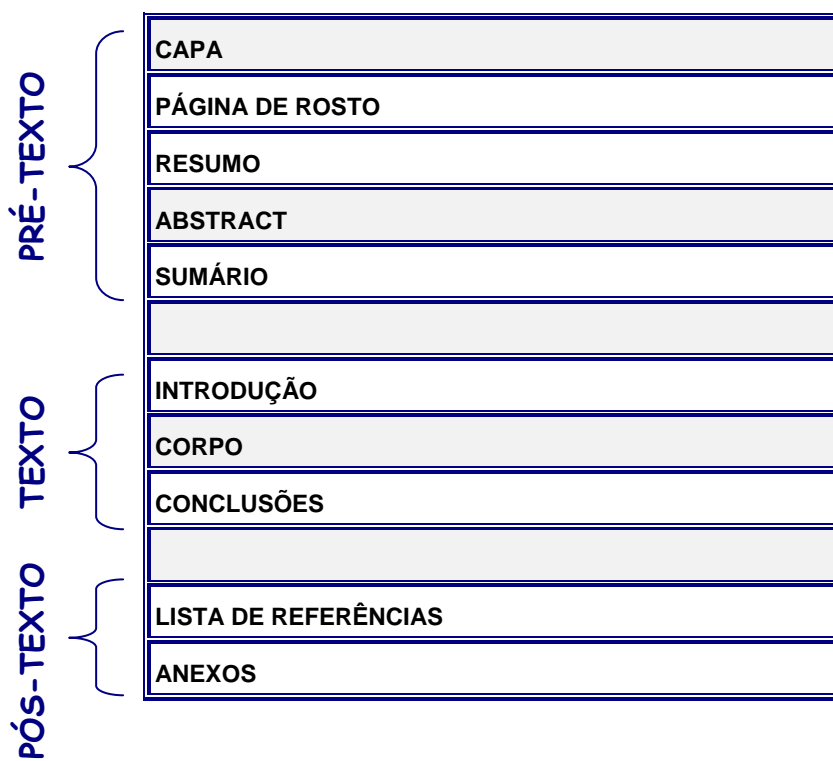 PRÉ-TEXTO
CAPA
PÁGINA DE ROSTO
RESUMO
ABSTRACT
SUMÁRIO
TEXTO
INTRODUÇÃO
CORPO
CONCLUSÕES
PÓS-TEXTO
LISTA DE REFERÊNCIAS
ANEXOS